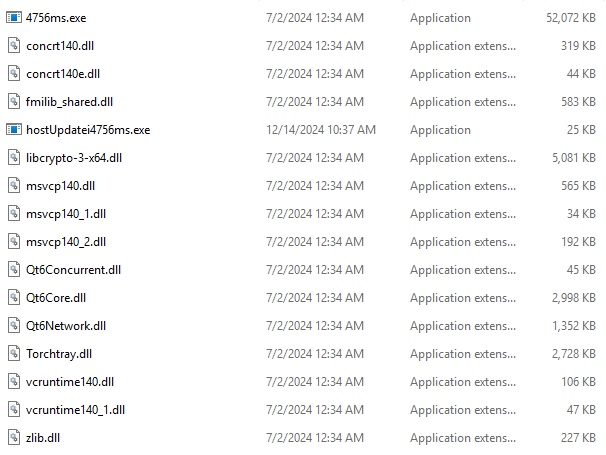 4756ms.exe 7/2/2024 12:34 AM Application 52,072 KB
concrt140.dll 7/2/2024 12:34 AM Application extens... 319 KB
concrt140e.dll 7/2/2024 12:34 AM Application extens... 44 KB
fmilib_shared.dll 7/2/2024 12:34 AM Application extens... 583 KB
hostUpdatei4756ms.exe 12/14/2024 10:37 AM Application 25 KB
libcrypto-3-x64.dll 7/2/2024 12:34 AM Application extens... 5,081 KB
msvcp140.dll 7/2/2024 12:34 AM Application extens... 565 KB
msvcp140_1.dll 7/2/2024 12:34 AM Application extens... 34 KB
msvcp140_2.dll 7/2/2024 12:34 AM Application extens... 192 KB
Qt6Concurrent.dll 7/2/2024 12:34 AM Application extens... 45 KB
Qt6Core.dll 7/2/2024 12:34 AM Application extens... 2,998 KB
Qt6Network.dll 7/2/2024 12:34 AM Application extens... 1,352 KB
Torchtray.dll 7/2/2024 12:34 AM Application extens... 2,728 KB
vcruntime140.dll 7/2/2024 12:34 AM Application extens... 106 KB
vcruntime140_1.dll 7/2/2024 12:34 AM Application extens... 47 KB
zlib.dll 7/2/2024 12:34 AM Application extens... 227 KB